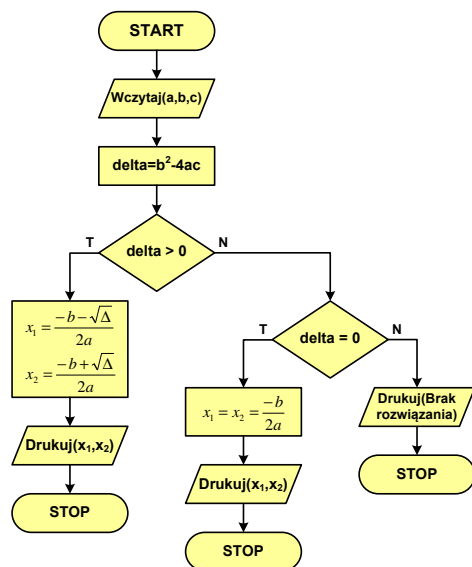 START
Wczytaj(a,b,c)
delta=b²-4ac
T
N
delta > 0
x₁ = (-b-√Δ)/2a
x₂ = (-b+√Δ)/2a
Drukuj(x₁,x₂)
STOP
T
N
delta = 0
x₁ = x₂ = -b/2a
Drukuj(x₁,x₂)
STOP
Drukuj(Brak
rozwiązania)
STOP